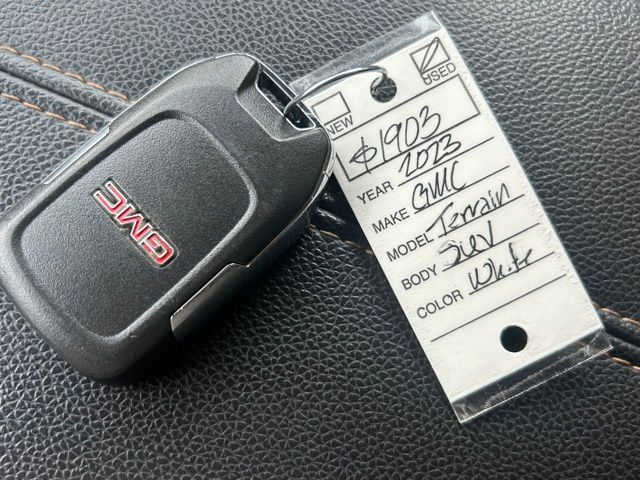 GMC
USED
NEW
$1903
YEAR 2023
MAKE GMC
MODEL Terrain
BODY SUV
COLOR White